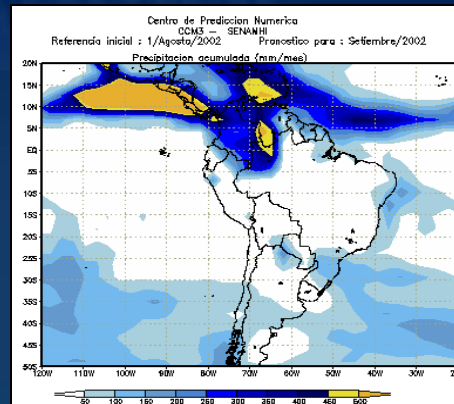 Centro de Prediccion Numerica
CCM3 - SENAMHI
Referencia inicial : 1/Agosto/2002 Pronostico para : Setiembre/2002
Precipitacion acumulada (mm/mes)
20N
15N
10N
5N
EQ
5S
10S
15S
20S
25S
30S
35S
40S
45S
50S
120W 110W 100W 90W 80W 70W 60W 50W 40W 30W
50 100 150 200 250 300 350 400 450 500